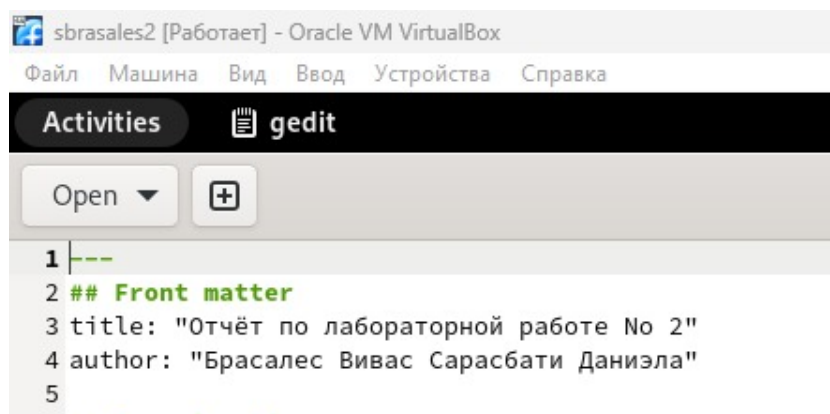 sbrasales2 [Работает] - Oracle VM VirtualBox
Файл Машина Вид Ввод Устройства Справка
Activities gedit
Open
1 ---
2 ## Front matter
3 title: "Отчёт по лабораторной работе No 2"
4 author: "Брасалес Вивас Сарасбати Даниэла"
5